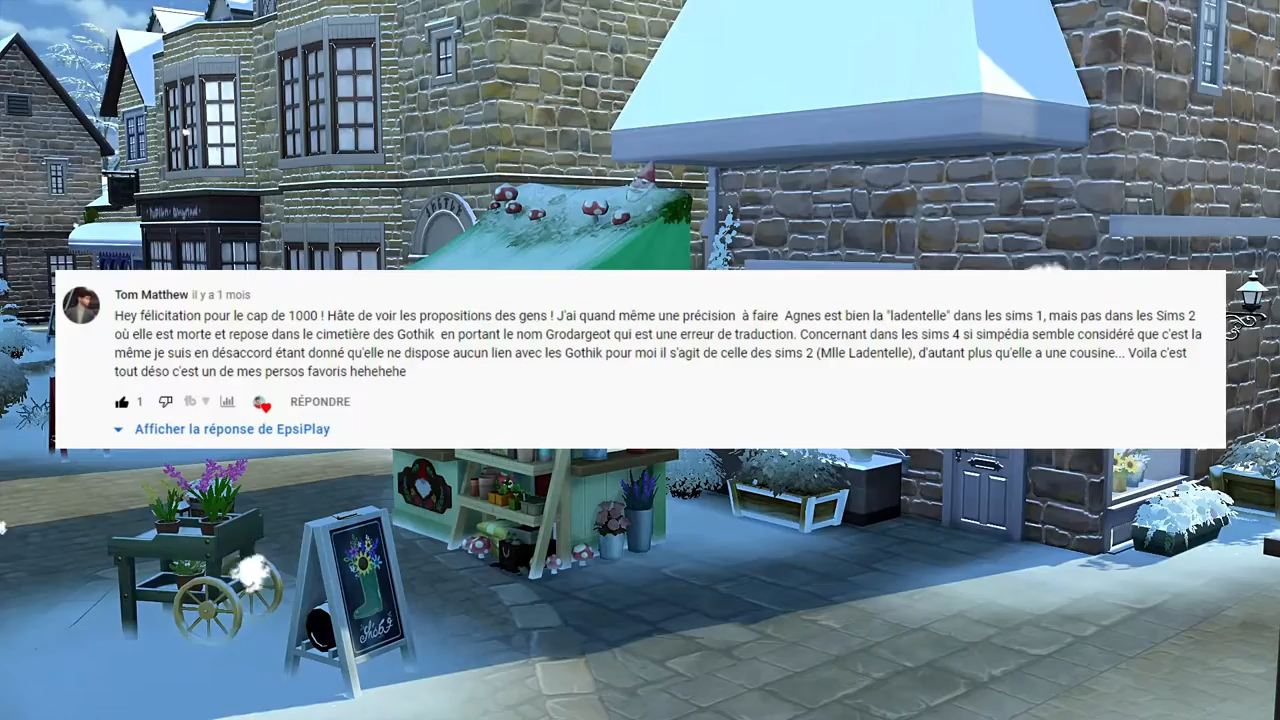 Tom Matthew il y a 1 mois
Hey félicitation pour le cap de 1000 ! Hâte de voir les propositions des gens ! J'ai quand même une précision à faire Agnes est bien la "ladentelle" dans les sims 1, mais pas dans les Sims 2
où elle est morte et repose dans le cimetière des Gothik en portant le nom Grodargeot qui est une erreur de traduction. Concernant dans les sims 4 si simpédia semble considéré que c'est la
même je suis en désaccord étant donné qu'elle ne dispose aucun lien avec les Gothik pour moi il s'agit de celle des sims 2 (Mlle Ladentelle), d'autant plus qu'elle a une cousine... Voila c'est
tout déso c'est un de mes persos favoris hehehehe
1
RÉPONDRE
Afficher la réponse de EpsiPlay